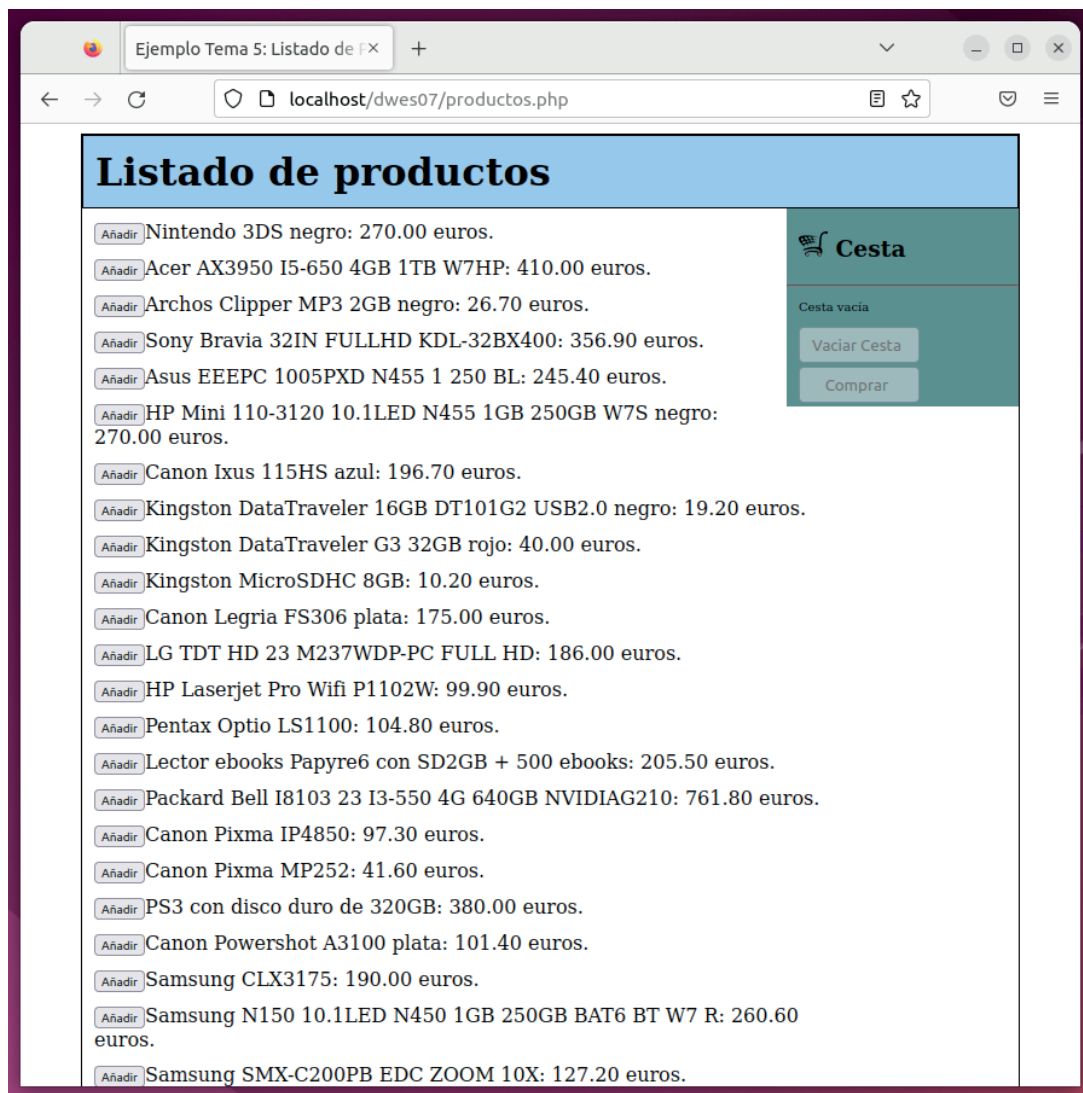 Ejemplo Tema 5: Listado de P
localhost/dwes07/productos.php
Listado de productos
Añadir Nintendo 3DS negro: 270.00 euros.
Añadir Acer AX3950 I5-650 4GB 1TB W7HP: 410.00 euros.
Añadir Archos Clipper MP3 2GB negro: 26.70 euros.
Añadir Sony Bravia 32IN FULLHD KDL-32BX400: 356.90 euros.
Añadir Asus EEEPC 1005PXD N455 1 250 BL: 245.40 euros.
Añadir HP Mini 110-3120 10.1LED N455 1GB 250GB W7S negro:
270.00 euros.
Cesta
Cesta vacía
Vaciar Cesta
Comprar
Añadir Canon Ixus 115HS azul: 196.70 euros.
Añadir Kingston DataTraveler 16GB DT101G2 USB2.0 negro: 19.20 euros.
Añadir Kingston DataTraveler G3 32GB rojo: 40.00 euros.
Añadir Kingston MicroSDHC 8GB: 10.20 euros.
Añadir Canon Legria FS306 plata: 175.00 euros.
Añadir LG TDT HD 23 M237WDP-PC FULL HD: 186.00 euros.
Añadir HP Laserjet Pro Wifi P1102W: 99.90 euros.
Añadir Pentax Optio LS1100: 104.80 euros.
Añadir Lector ebooks Papyre6 con SD2GB + 500 ebooks: 205.50 euros.
Añadir Packard Bell I8103 23 I3-550 4G 640GB NVIDIAG210: 761.80 euros.
Añadir Canon Pixma IP4850: 97.30 euros.
Añadir Canon Pixma MP252: 41.60 euros.
Añadir PS3 con disco duro de 320GB: 380.00 euros.
Añadir Canon Powershot A3100 plata: 101.40 euros.
Añadir Samsung CLX3175: 190.00 euros.
Añadir Samsung N150 10.1LED N450 1GB 250GB BAT6 BT W7 R: 260.60
euros.
Añadir Samsung SMX-C200PB EDC ZOOM 10X: 127.20 euros.